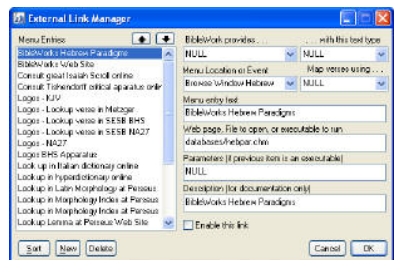 External Link Manager
Menu Entries
BibleWorks Hebrew Paradigms
BibleWorks Web Site
Consult great Isaiah Scroll online
Consult Tischendorf critical aparatus onlin
Logos - KJV
Logos - Lookup verse in Metzger
Logos - Lookup verse in SESB BHS
Logos - Lookup verse in SESB NA27
Logos - NA27
Logos BHS Apparatus
Look up in Italian dictionary online
Lookup in hyperdictionary online
Lookup in Latin Morphology at Perseus
Lookup in Morphology Index at Perseus
Lookup in Morphology Index at Perseus
Lookup Lemma at Perseus Web Site
Sort New Delete
BibleWork provides . . . . . . with this text type
NULL NULL
Menu Location or Event Map verses using . . .
Browse Window Hebrew NULL
Menu entry text
BibleWorks Hebrew Paradigms
Web page, File to open, or executable to run
databases/hebpar.chm
Parameters (if previous item is an executable)
NULL
Description (for documentation only)
BibleWorks Hebrew Paradigms
Enable this link
Cancel OK